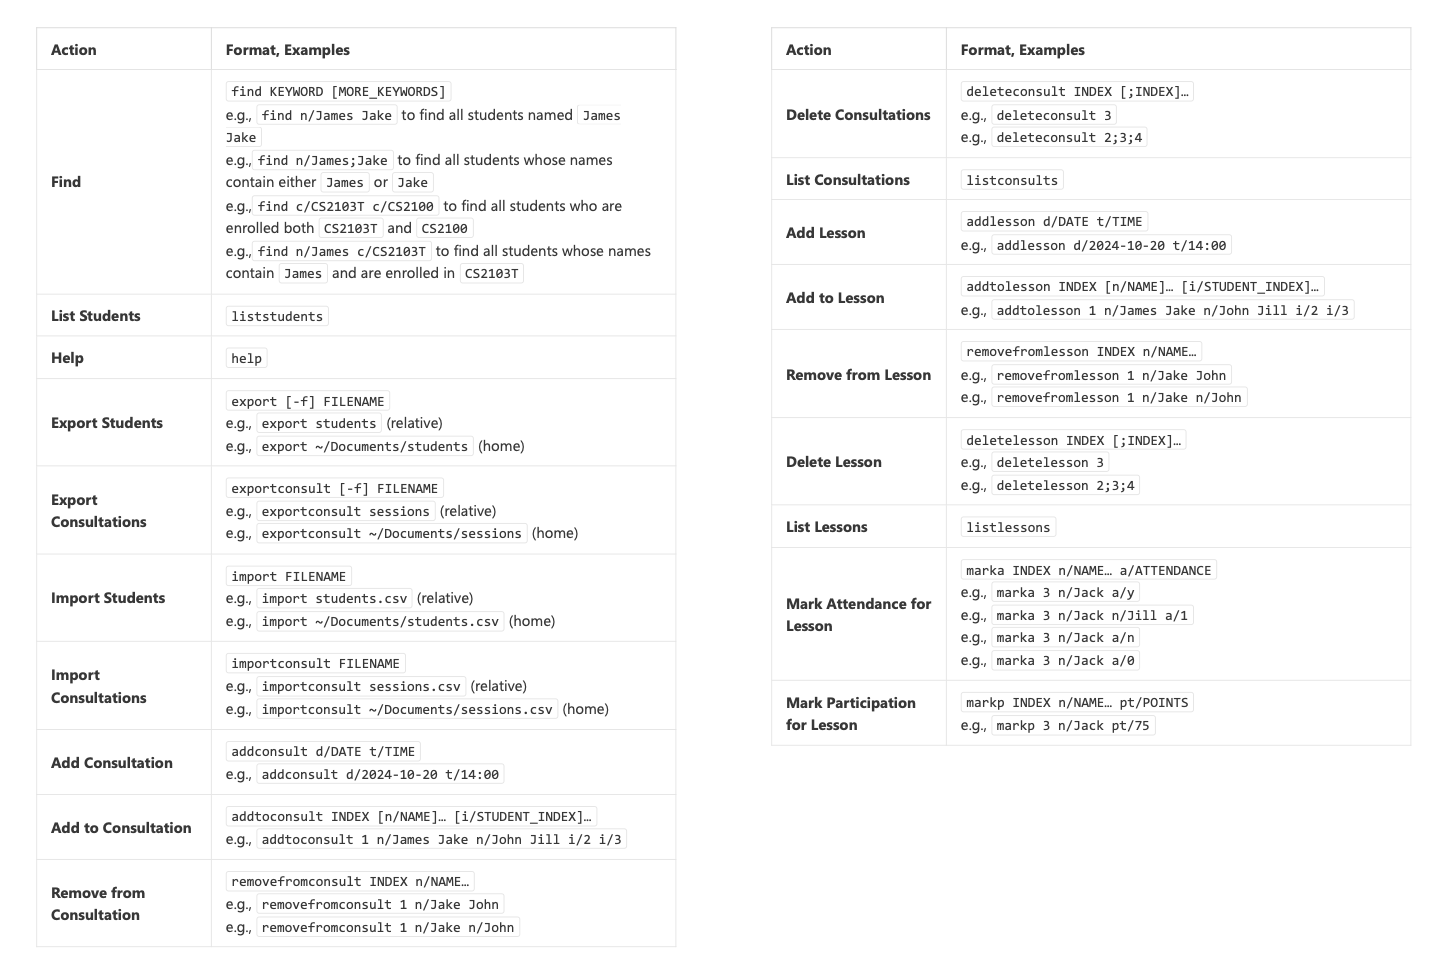 Action Format, Examples
Find
find KEYWORD [MORE_KEYWORDS]
e.g., find n/James Jake to find all students named James
Jake
e.g., find n/James;Jake to find all students whose names
contain either James or Jake
e.g., find c/CS2103T c/CS2100 to find all students who are
enrolled both CS2103T and CS2100
e.g., find n/James c/CS2103T to find all students whose names
contain James and are enrolled in CS2103T
List Students
liststudents
Help
help
Export Students
export [-f] FILENAME
e.g., export students (relative)
e.g., export ~/Documents/students (home)
Export
Consultations
exportconsult [-f] FILENAME
e.g., exportconsult sessions (relative)
e.g., exportconsult ~/Documents/sessions (home)
Import Students
import FILENAME
e.g., import students.csv (relative)
e.g., import ~/Documents/students.csv (home)
Import
Consultations
importconsult FILENAME
e.g., importconsult sessions.csv (relative)
e.g., importconsult ~/Documents/sessions.csv (home)
Add Consultation
addconsult d/DATE t/TIME
e.g., addconsult d/2024-10-20 t/14:00
Add to Consultation
addtoconsult INDEX [n/NAME]… [i/STUDENT_INDEX]…
e.g., addtoconsult 1 n/James Jake n/John Jill i/2 i/3
Remove from
Consultation
removefromconsult INDEX n/NAME…
e.g., removefromconsult 1 n/Jake John
e.g., removefromconsult 1 n/Jake n/John
Action Format, Examples
Delete Consultations
deleteconsult INDEX [;INDEX]…
e.g., deleteconsult 3
e.g., deleteconsult 2;3;4
List Consultations
listconsults
Add Lesson
addlesson d/DATE t/TIME
e.g., addlesson d/2024-10-20 t/14:00
Add to Lesson
addtolesson INDEX [n/NAME]… [i/STUDENT_INDEX]…
e.g., addtolesson 1 n/James Jake n/John Jill i/2 i/3
Remove from Lesson
removefromlesson INDEX n/NAME…
e.g., removefromlesson 1 n/Jake John
e.g., removefromlesson 1 n/Jake n/John
Delete Lesson
deletelesson INDEX [;INDEX]…
e.g., deletelesson 3
e.g., deletelesson 2;3;4
List Lessons
listlessons
Mark Attendance for
Lesson
marka INDEX n/NAME… a/ATTENDANCE
e.g., marka 3 n/Jack a/y
e.g., marka 3 n/Jack n/Jill a/1
e.g., marka 3 n/Jack a/n
e.g., marka 3 n/Jack a/0
Mark Participation
for Lesson
markp INDEX n/NAME… pt/POINTS
e.g., markp 3 n/Jack pt/75